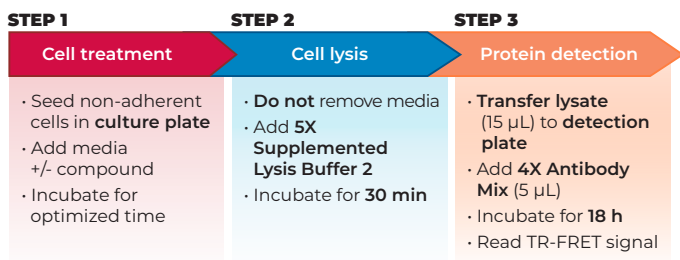 STEP 1
Cell treatment
· Seed non-adherent
cells in culture plate
· Add media
+/- compound
· Incubate for
optimized time
STEP 2
Cell lysis
· Do not remove media
· Add 5X
Supplemented
Lysis Buffer 2
· Incubate for 30 min
STEP 3
Protein detection
· Transfer lysate
(15 µL) to detection
plate
· Add 4X Antibody
Mix (5 µL)
· Incubate for 18 h
· Read TR-FRET signal